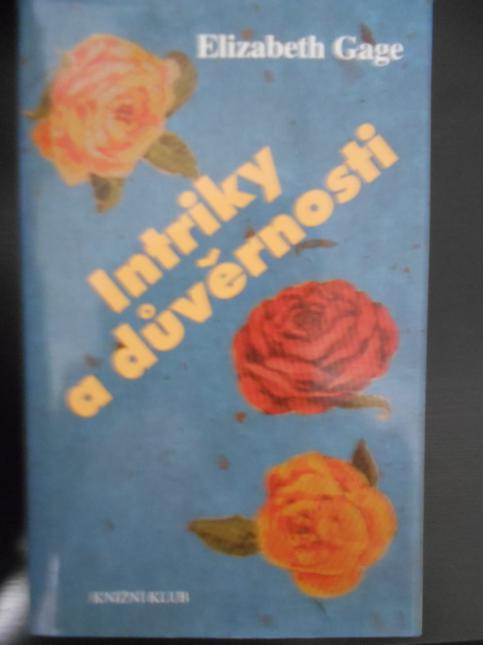 Elizabeth Gage
Intriky
a důvěrnosti
KNIŽNÍ KLUB